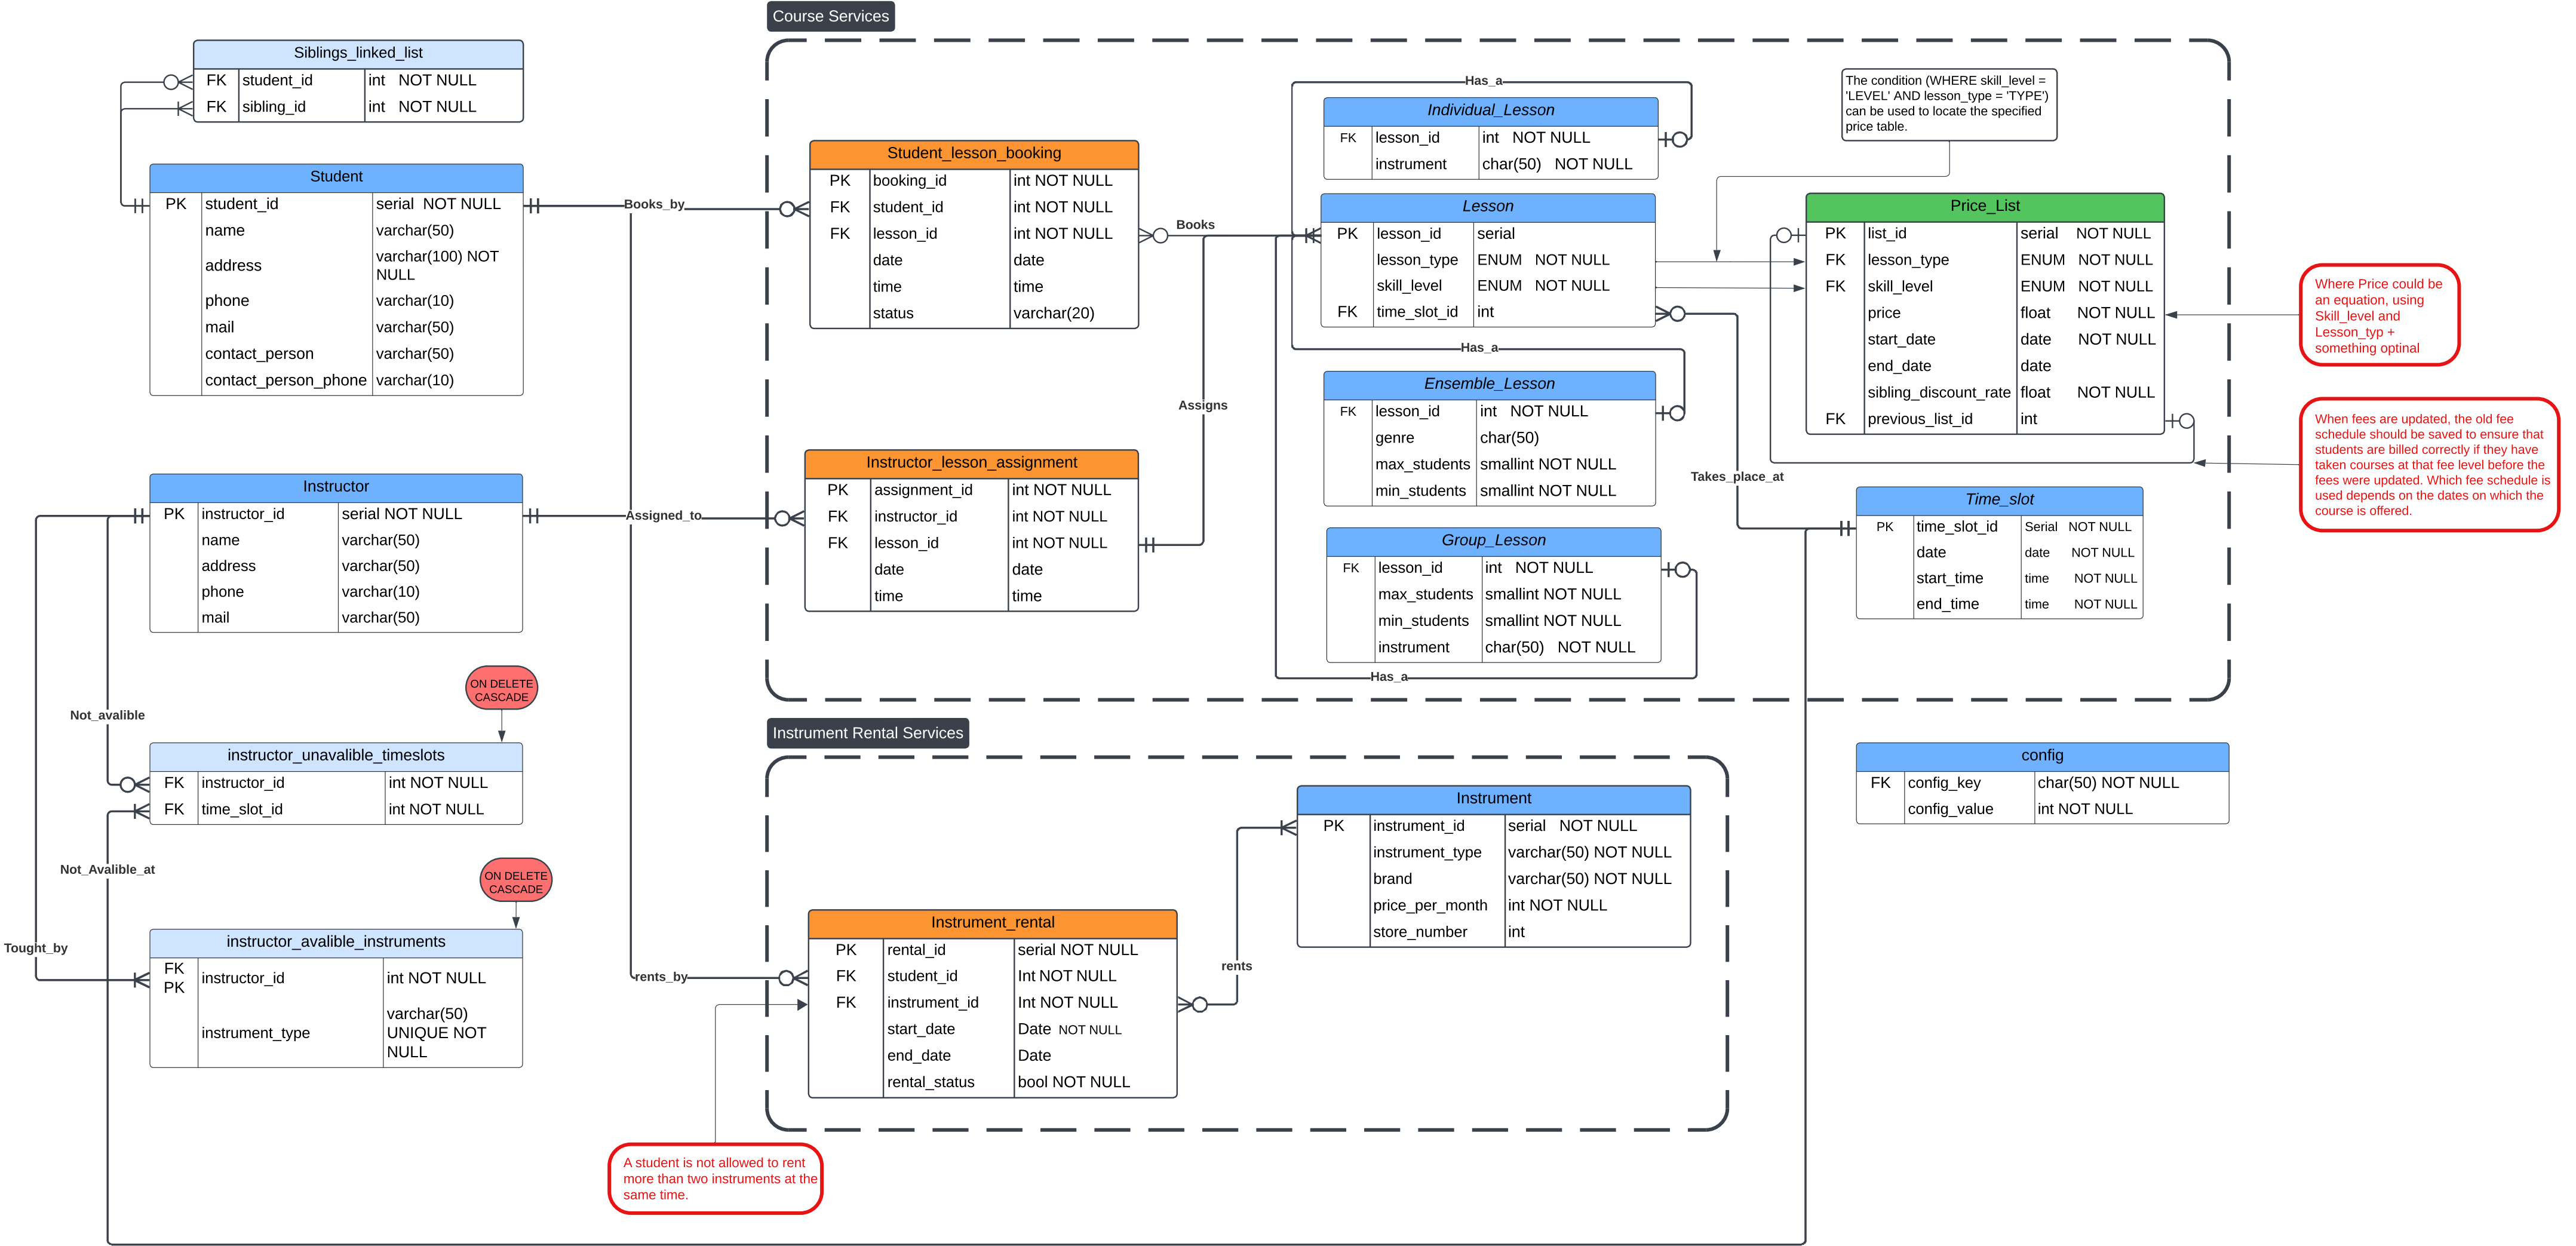 Course Services
Siblings_linked_list
FK student_id int NOT NULL
FK sibling_id int NOT NULL
Student
PK student_id serial NOT NULL
name varchar(50)
address varchar(100) NOT
NULL
phone varchar(10)
mail varchar(50)
contact_person varchar(50)
contact_person_phone varchar(10)
Books_by
Student_lesson_booking
PK booking_id int NOT NULL
FK student_id int NOT NULL
FK lesson_id int NOT NULL
date date
time time
status varchar(20)
Books
Has_a
Individual_Lesson
FK lesson_id int NOT NULL
instrument char(50) NOT NULL
Lesson
PK lesson_id serial
lesson_type ENUM NOT NULL
skill_level ENUM NOT NULL
FK time_slot_id int
Has_a
Ensemble_Lesson
FK lesson_id int NOT NULL
genre char(50)
max_students smallint NOT NULL
min_students smallint NOT NULL
Group_Lesson
FK lesson_id int NOT NULL
max_students smallint NOT NULL
min_students smallint NOT NULL
instrument char(50) NOT NULL
Has_a
The condition (WHERE skill_level =
'LEVEL' AND lesson_type = 'TYPE')
can be used to locate the specified
price table.
Price_List
PK list_id serial NOT NULL
FK lesson_type ENUM NOT NULL
FK skill_level ENUM NOT NULL
price float NOT NULL
start_date date NOT NULL
end_date date
sibling_discount_rate float NOT NULL
FK previous_list_id int
Where Price could be
an equation, using
Skill_level and
Lesson_typ +
something optinal
When fees are updated, the old fee
schedule should be saved to ensure that
students are billed correctly if they have
taken courses at that fee level before the
fees were updated. Which fee schedule is
used depends on the dates on which the
course is offered.
Takes_place_at
Time_slot
PK time_slot_id Serial NOT NULL
date date NOT NULL
start_time time NOT NULL
end_time time NOT NULL
Assigns
Instructor
PK instructor_id serial NOT NULL
name varchar(50)
address varchar(50)
phone varchar(10)
mail varchar(50)
Assigned_to
Instructor_lesson_assignment
PK assignment_id int NOT NULL
FK instructor_id int NOT NULL
FK lesson_id int NOT NULL
date date
time time
ON DELETE
CASCADE
Not_avalible
instructor_unavalible_timeslots
FK instructor_id int NOT NULL
FK time_slot_id int NOT NULL
Not_Avalible_at
ON DELETE
CASCADE
Tought_by
instructor_avalible_instruments
FK
PK instructor_id int NOT NULL
instrument_type varchar(50)
UNIQUE NOT
NULL
Instrument Rental Services
rents_by
Instrument_rental
PK rental_id serial NOT NULL
FK student_id Int NOT NULL
FK instrument_id Int NOT NULL
start_date Date NOT NULL
end_date Date
rental_status bool NOT NULL
rents
Instrument
PK instrument_id serial NOT NULL
instrument_type varchar(50) NOT NULL
brand varchar(50) NOT NULL
price_per_month int NOT NULL
store_number int
config
FK config_key char(50) NOT NULL
config_value int NOT NULL
A student is not allowed to rent
more than two instruments at the
same time.